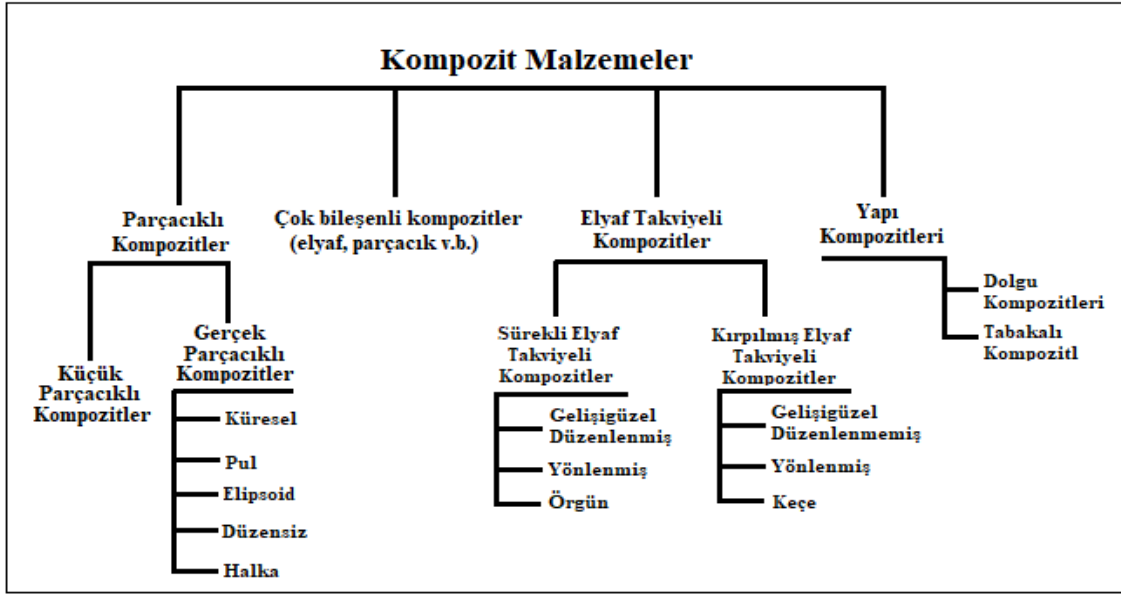 Kompozit Malzemeler
Parçacıklı
Kompozitler
Çok bileşenli kompozitler
(elyaf, parçacık v.b.)
Elyaf Takviyeli
Kompozitler
Yapı
Kompozitleri
Küçük
Parçacıklı
Kompozitler
Gerçek
Parçacıklı
Kompozitler
Küresel
Pul
Elipsoid
Düzensiz
Halka
Sürekli Elyaf
Takviyeli
Kompozitler
Gelişigüzel
Düzenlenmiş
Yönlenmiş
Örgün
Kırpılmış Elyaf
Takviyeli
Kompozitler
Gelişigüzel
Düzenlenmemiş
Yönlenmiş
Keçe
Dolgu
Kompozitleri
Tabakalı
Kompozitl